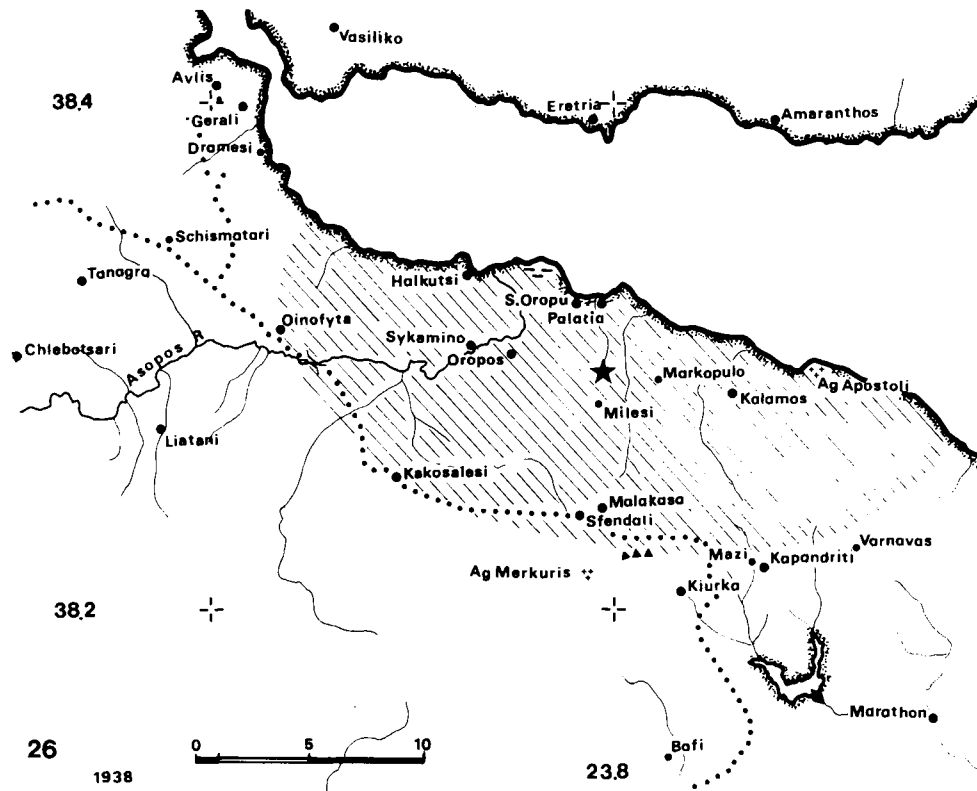 Vasiliko
Avlis
38.4
Eretria
Amaranthos
Gerali
Dramesi
Schismatari
Tanagra
Halkutsi
S.Oropu
Palatia
Oinofyta
Sykamino
Chlebotsari
Asopos R
Oropos
Markopulo
Ag Apostoli
Kalamos
Milesi
Liatani
Kakosalesi
Malakasa
Sfendali
Varnavas
Mazi
Kapandriti
Ag Merkuris
Kiurka
38.2
Marathon
26
0 5 10
Bafi
23.8
1938